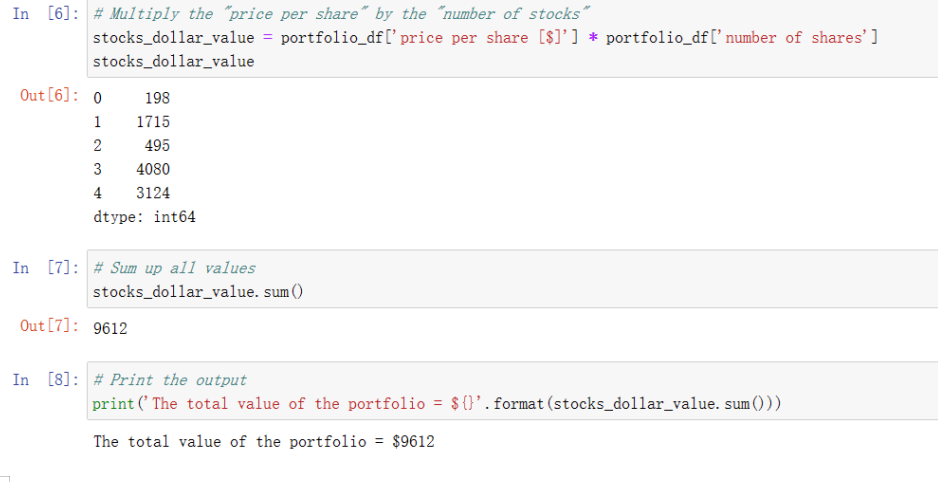 In [6]: # Multiply the "price per share" by the "number of stocks"
stocks_dollar_value = portfolio_df['price per share [$]'] * portfolio_df['number of shares']
stocks_dollar_value
Out[6]: 0 198
1 1715
2 495
3 4080
4 3124
dtype: int64
In [7]: # Sum up all values
stocks_dollar_value.sum()
Out[7]: 9612
In [8]: # Print the output
print('The total value of the portfolio = ${}'.format(stocks_dollar_value.sum()))
The total value of the portfolio = $9612